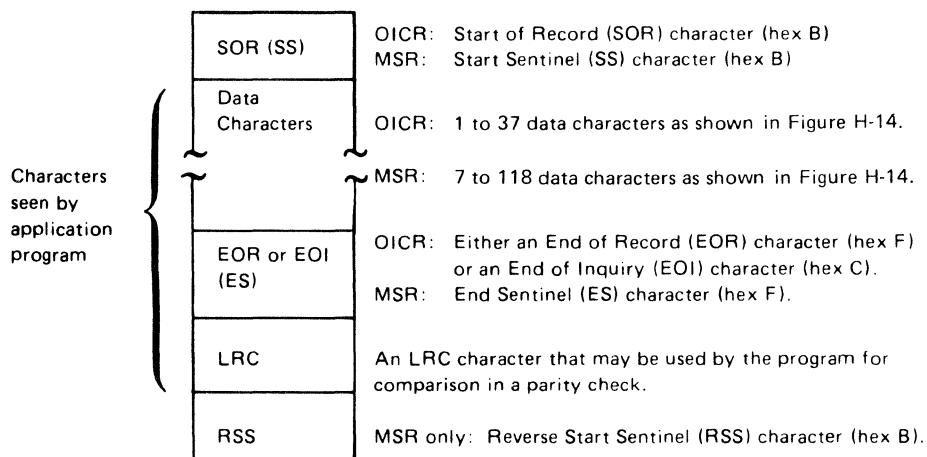 SOR (SS)
OICR: Start of Record (SOR) character (hex B)
MSR: Start Sentinel (SS) character (hex B)
Data
Characters
OICR: 1 to 37 data characters as shown in Figure H-14.
MSR: 7 to 118 data characters as shown in Figure H-14.
Characters
seen by
application
program
EOR or EOI
(ES)
OICR: Either an End of Record (EOR) character (hex F)
or an End of Inquiry (EOI) character (hex C).
MSR: End Sentinel (ES) character (hex F).
LRC
An LRC character that may be used by the program for
comparison in a parity check.
RSS
MSR only: Reverse Start Sentinel (RSS) character (hex B).